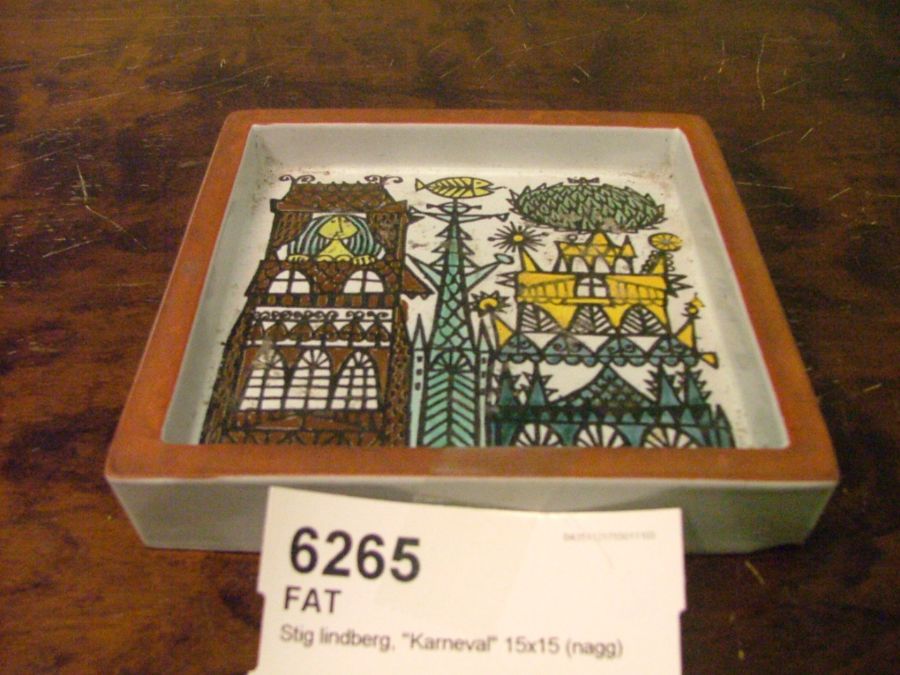 6265
FAT
Stig lindberg, "Karneval" 15x15 (nagg)